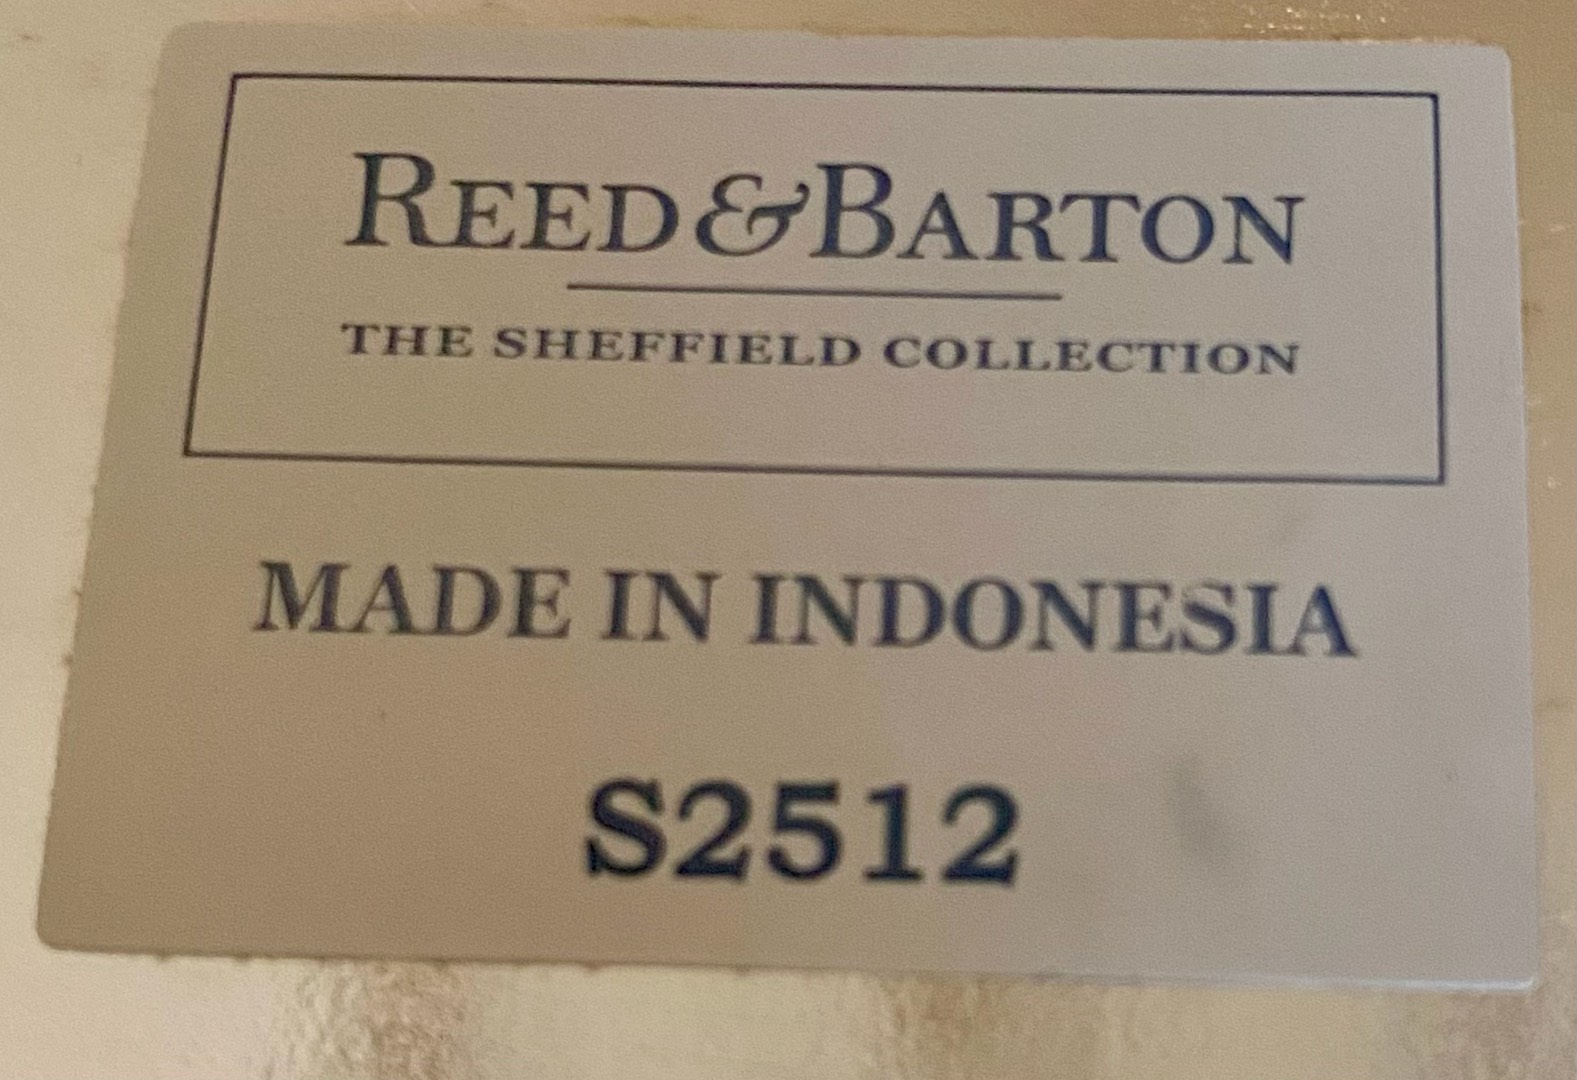 REED & BARTON
THE SHEFFIELD COLLECTION
MADE IN INDONESIA
S2512